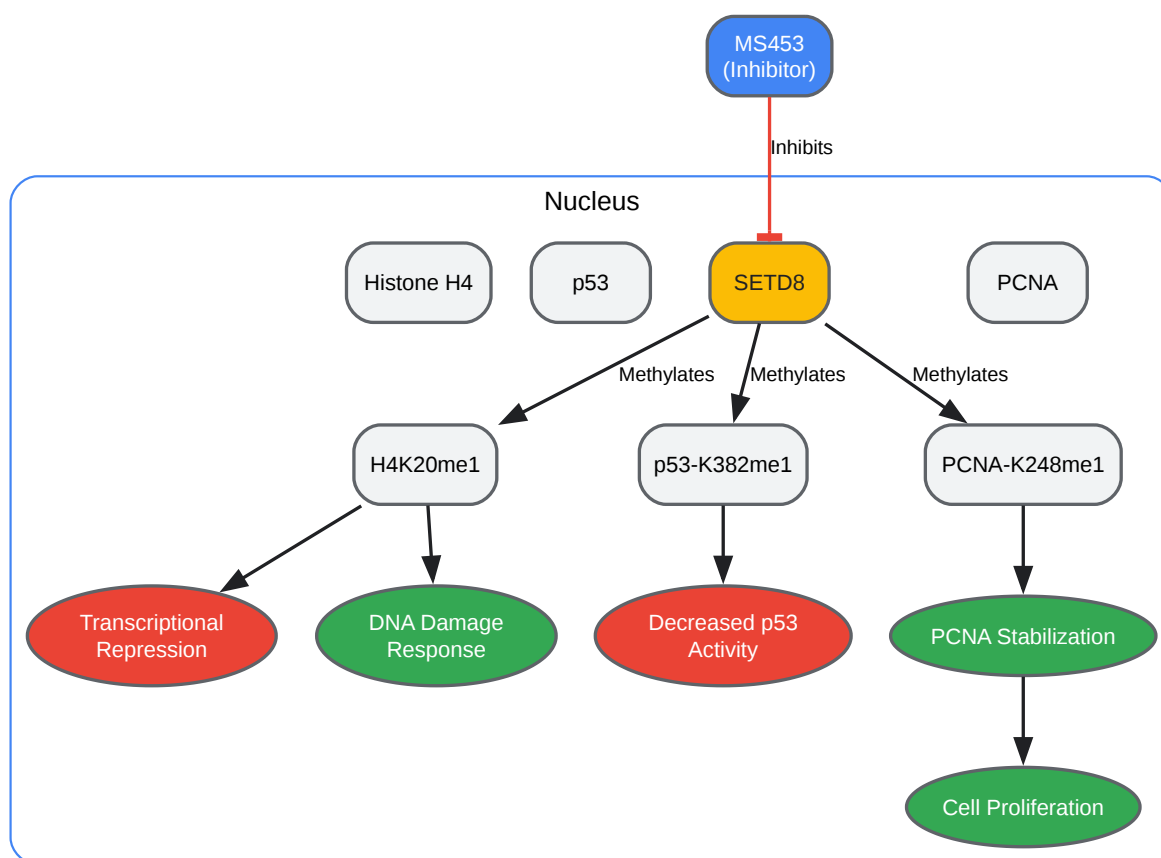 MS453
(Inhibitor)
Inhibits
Nucleus
Histone H4
p53
SETD8
PCNA
Methylates
Methylates
Methylates
H4K20me1
p53-K382me1
PCNA-K248me1
Transcriptional
Repression
DNA Damage
Response
Decreased p53
Activity
PCNA Stabilization
Cell Proliferation